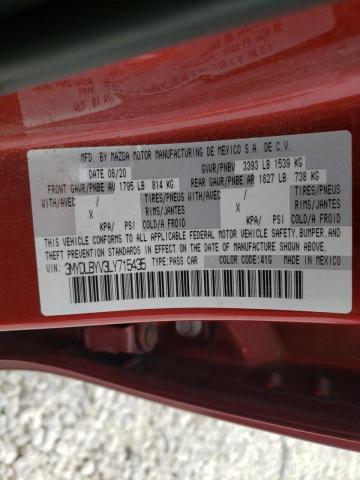 MFD. BY MAZDA MOTOR MANUFACTURING DE MEXICO S.A. DE C.V.
DATE 06/20 GVWR/PNBV 3393 LB 1539 KG
FRONT GAWR/PNBE AV 1795 LB 814 KG REAR GAWR/PNBE AR 1627 LB 738 KG
WITH/AVEC TIRES/PNEUS WITH/AVEC TIRES/PNEUS
X RIMS/JANTES X RIMS/JANTES
KPA/ PSI COLD/A FROID KPA/ PSI COLD/A FROID
THIS VEHICLE CONFORMS TO ALL APPLICABLE FEDERAL MOTOR VEHICLE SAFETY, BUMPER, AND
THEFT PREVENTION STANDARDS IN EFFECT ON THE DATE OF MANUFACTURE SHOWN ABOVE.
VIN: 3MYDLBYV3LY715435 TYPE: PASS CAR COLOR CODE: 41G MADE IN MEXICO